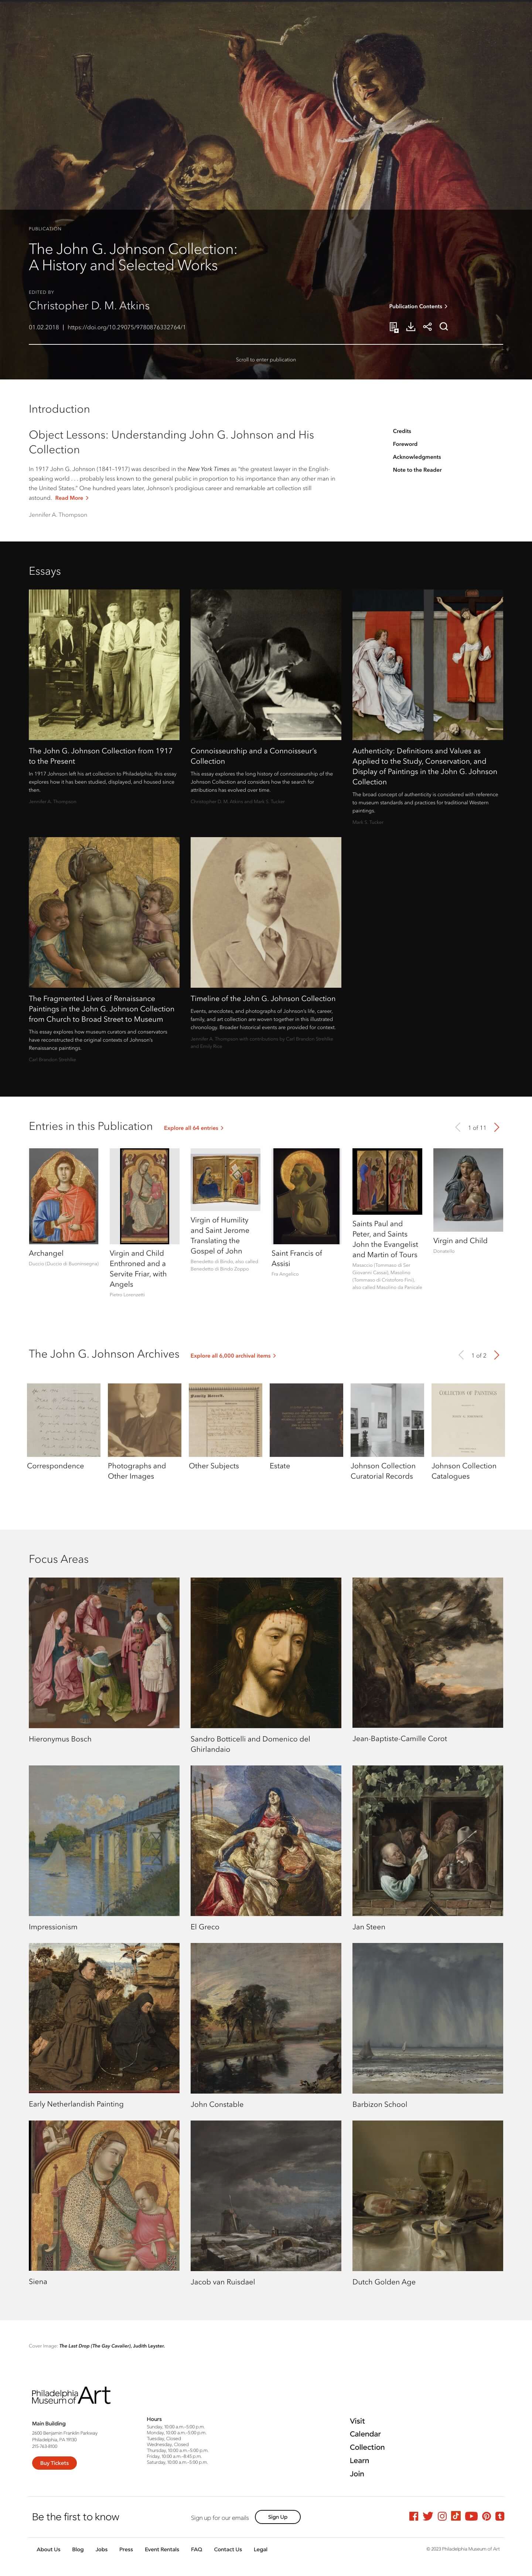 PUBLICATION
The John G. Johnson Collection:
A History and Selected Works
EDITED BY
Christopher D. M. Atkins
Publication Contents
01.02.2018 | https://doi.org/10.29075/9780876332764/1
Scroll to enter publication
Introduction
Object Lessons: Understanding John G. Johnson and His
Collection
In 1917 John G. Johnson (1841–1917) was described in the New York Times as "the greatest lawyer in the English-
speaking world . . . probably less known to the general public in proportion to his importance than any other man in
the United States." One hundred years later, Johnson's prodigious career and remarkable art collection still
astound. Read More
Jennifer A. Thompson
Credits
Foreword
Acknowledgments
Note to the Reader
Essays
The John G. Johnson Collection from 1917
to the Present
In 1917 Johnson left his art collection to Philadelphia; this essay
explores how it has been studied, displayed, and housed since
then.
Jennifer A. Thompson
Connoisseurship and a Connoisseur's
Collection
This essay explores the long history of connoisseurship of the
Johnson Collection and considers how the search for
attributions has evolved over time.
Christopher D. M. Atkins and Mark S. Tucker
Authenticity: Definitions and Values as
Applied to the Study, Conservation, and
Display of Paintings in the John G. Johnson
Collection
The broad concept of authenticity is considered with reference
to museum standards and practices for traditional Western
paintings.
Mark S. Tucker
The Fragmented Lives of Renaissance
Paintings in the John G. Johnson Collection
from Church to Broad Street to Museum
This essay explores how museum curators and conservators
have reconstructed the original contexts of Johnson's
Renaissance paintings.
Carl Brandon Strehlke
Timeline of the John G. Johnson Collection
Events, anecdotes, and photographs of Johnson's life, career,
family, and art collection are woven together in this illustrated
chronology. Broader historical events are provided for context.
Jennifer A. Thompson with contributions by Carl Brandon Strehlke
and Emily Rice
Entries in this Publication
Explore all 64 entries
1 of 11
Archangel
Duccio (Duccio di Buoninsegna)
Virgin and Child
Enthroned and a
Servite Friar, with
Angels
Pietro Lorenzetti
Virgin of Humility
and Saint Jerome
Translating the
Gospel of John
Benedetto di Bindo, also called
Benedetto di Bindo Zoppo
Saint Francis of
Assisi
Fra Angelico
Saints Paul and
Peter, and Saints
John the Evangelist
and Martin of Tours
Masaccio (Tommaso di Ser
Giovanni Cassai), Masolino
(Tommaso di Cristoforo Fini),
also called Masolino da Panicale
Virgin and Child
Donatello
The John G. Johnson Archives
Explore all 6,000 archival items
1 of 2
COLLECTION OF PAINTINGS
Correspondence
Photographs and
Other Images
Other Subjects
Estate
Johnson Collection
Curatorial Records
Johnson Collection
Catalogues
Focus Areas
Hieronymus Bosch
Sandro Botticelli and Domenico del
Ghirlandaio
Jean-Baptiste-Camille Corot
Impressionism
El Greco
Jan Steen
Early Netherlandish Painting
John Constable
Barbizon School
Siena
Jacob van Ruisdael
Dutch Golden Age
Cover Image: The Last Drop (The Gay Cavalier), Judith Leyster.
Philadelphia
Museum of Art
Main Building
2600 Benjamin Franklin Parkway
Philadelphia, PA 19130
215-763-8100
Buy Tickets
Hours
Sunday, 10:00 a.m.–5:00 p.m.
Monday, 10:00 a.m.–5:00 p.m.
Tuesday, Closed
Wednesday, Closed
Thursday, 10:00 a.m.–5:00 p.m.
Friday, 10:00 a.m.–8:45 p.m.
Saturday, 10:00 a.m.–5:00 p.m.
Visit
Calendar
Collection
Learn
Join
Be the first to know
Sign up for our emails
Sign Up
About Us
Blog
Jobs
Press
Event Rentals
FAQ
Contact Us
Legal
© 2023 Philadelphia Museum of Art